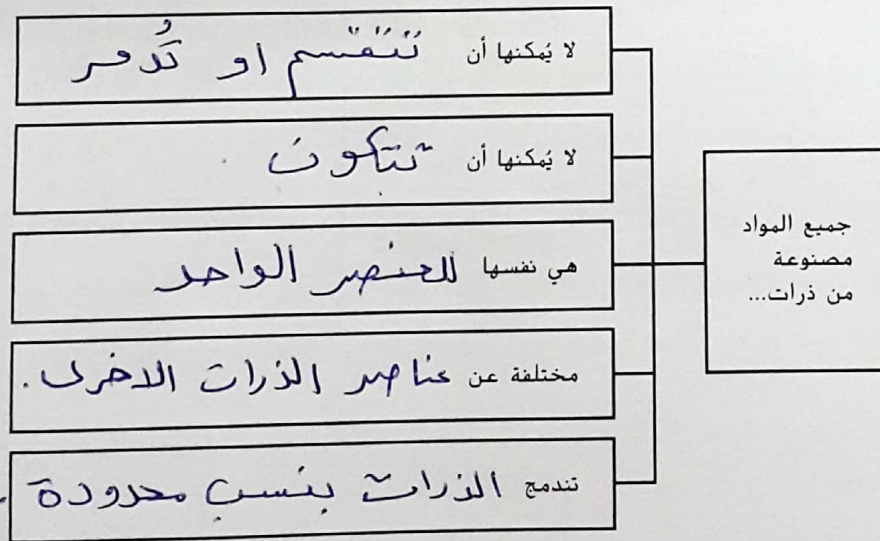 جميع المواد
مصنوعة
من ذرات...
لا يُمكنها أن تنقسم او تُدمر
لا يُمكنها أن تتكون .
هي نفسها للعنصر الواحد
مختلفة عن عناصر الذرات الاخرى .
تندمج الذرات بنسب محدودة .